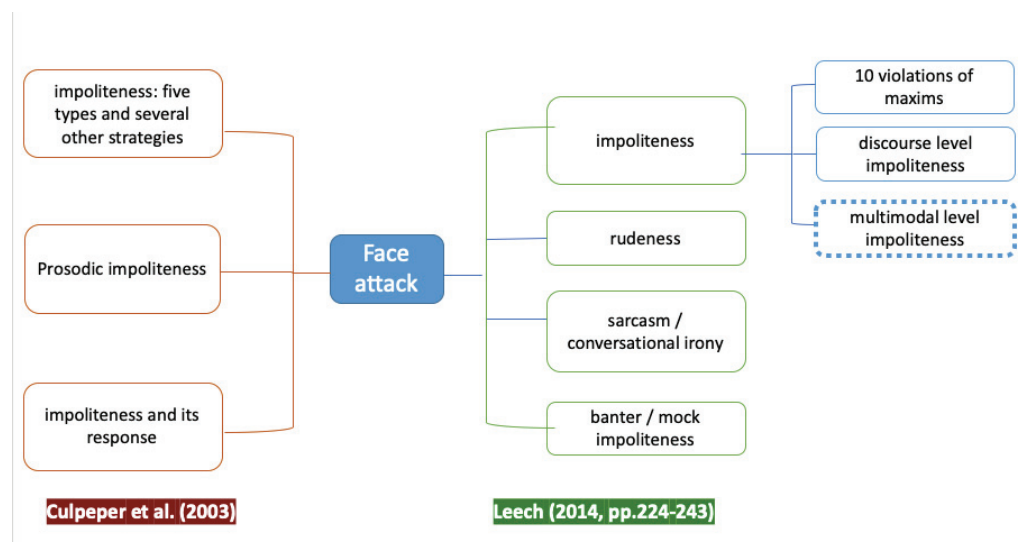 impoliteness: five
types and several
other strategies
Prosodic impoliteness
impoliteness and its
response
Culpeper et al. (2003)
Face
attack
impoliteness
rudeness
sarcasm /
conversational irony
banter / mock
impoliteness
Leech (2014, pp.224-243)
10 violations of
maxims
discourse level
impoliteness
multimodal level
impoliteness